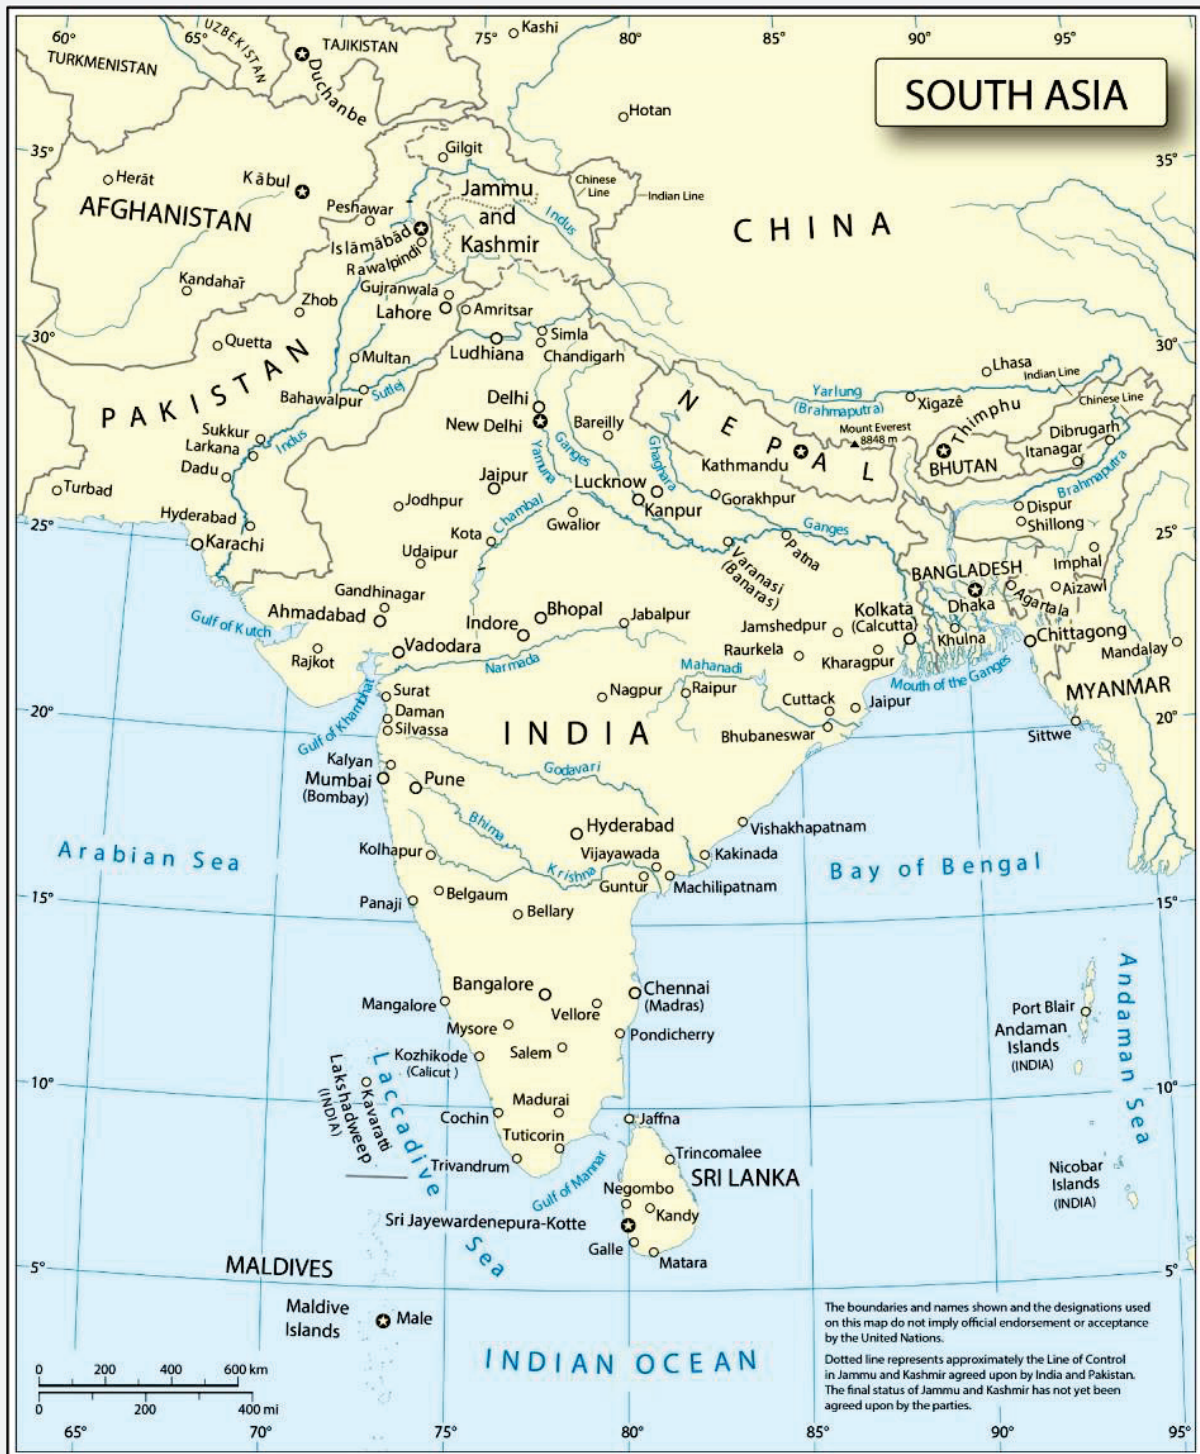 60°
65°
75°
80°
85°
90°
95°
Kashi
UZBEKISTAN
TAJIKISTAN
TURKMENISTAN
Duchanbe
SOUTH ASIA
Hotan
35°
35°
Gilgit
Herāt
Kābul
Chinese
Line
Indian Line
Jammu
and
Kashmir
Indus
Peshawar
AFGHANISTAN
CHINA
Islāmābād
Rawalpindi
Kandahar
Gujranwala
Zhob
Lahore
Amritsar
30°
30°
Quetta
Simla
Ludhiana
Chandigarh
Multan
Lhasa
Indian Line
PAKISTAN
Sutlej
Bahawalpur
Yarlung
(Brahmaputra)
Xigazê
Chinese Line
Delhi
New Delhi
NEPAL
Bareilly
Mount Everest
8848 m
Thimphu
Dibrugarh
Itanagar
Sukkur
Larkana
Indus
Dadu
Yamuna
Ganges
Ghaghara
Kathmandu
BHUTAN
Brahmaputra
Turbad
Jaipur
Lucknow
Jodhpur
Chambal
Kanpur
Gorakhpur
Dispur
Shillong
Hyderabad
25°
25°
Gwalior
Ganges
Karachi
Kota
Patna
Udaipur
Varanasi
(Banaras)
BANGLADESH
Imphal
Aizawl
Agartala
Gandhinagar
Ahmadabad
Gulf of Kutch
Bhopal
Indore
Jabalpur
Jamshedpur
Kolkata
(Calcutta)
Dhaka
Khulna
Chittagong
Mandalay
Rajkot
Vadodara
Narmada
Raurkela
Kharagpur
Mahanadi
Mouth of the Ganges
MYANMAR
Surat
Nagpur
Raipur
Cuttack
Jaipur
Gulf of Khambhat
Daman
Silvassa
20°
20°
INDIA
Bhubaneswar
Sittwe
Kalyan
Mumbai
(Bombay)
Pune
Godavari
Bhima
Hyderabad
Vishakhapatnam
Arabian Sea
Kolhapur
Vijayawada
Kakinada
Bay of Bengal
Krishna
Guntur
Machilipatnam
15°
15°
Panaji
Belgaum
Bellary
Bangalore
Chennai
(Madras)
Mangalore
Vellore
Andaman Sea
Port Blair
Andaman
Islands
(INDIA)
Mysore
Pondicherry
Kozhikode
(Calicut )
Salem
10°
10°
Lakshadweep
(INDIA)
Kavaratti
Laccadive Sea
Madurai
Cochin
Jaffna
Tuticorin
Trivandrum
Gulf of Mannar
Trincomalee
SRI LANKA
Nicobar
Islands
(INDIA)
Negombo
Kandy
Sri Jayewardenepura-Kotte
Galle
Matara
5°
5°
MALDIVES
Maldive
Islands
Male
INDIAN OCEAN
The boundaries and names shown and the designations used
on this map do not imply official endorsement or acceptance
by the United Nations.
Dotted line represents approximately the Line of Control
in Jammu and Kashmir agreed upon by India and Pakistan.
The final status of Jammu and Kashmir has not yet been
agreed upon by the parties.
0 200 400 600 km
0 200 400 mi
65°
70°
75°
80°
85°
90°
95°